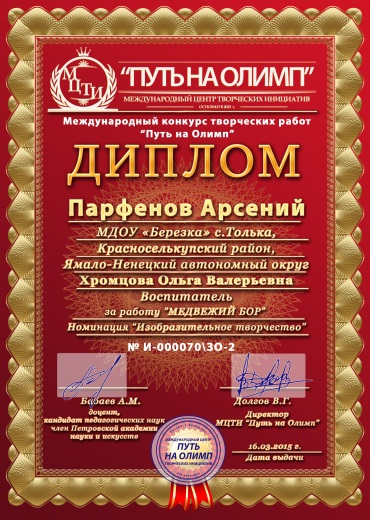 МЦТИ
"ПУТЬ НА ОЛИМП"
МЕЖДУНАРОДНЫЙ ЦЕНТР ТВОРЧЕСКИХ ИНИЦИАТИВ
Международный конкурс творческих работ
"Путь на Олимп"
ДИПЛОМ
Парфенов Арсений
МДОУ «Березка» с.Толька,
Красноселькупский район,
Ямало-Ненецкий автономный округ
Хромцова Ольга Валерьевна
Воспитатель
за работу "МЕДВЕЖИЙ БОР"
Номинация "Изобразительное творчество"
№ И-000070\ЗО-2
Бабаев А.М.
доцент,
кандидат педагогических наук
член Петровской академии
науки и искусств
Долгов В.Г.
Директор
МЦТИ "Путь на Олимп"
16.03.2015 г.
Дата выдачи
МЕЖДУНАРОДНЫЙ ЦЕНТР
ПУТЬ
НА ОЛИМП
ТВОРЧЕСКИХ ИНИЦИАТИВ